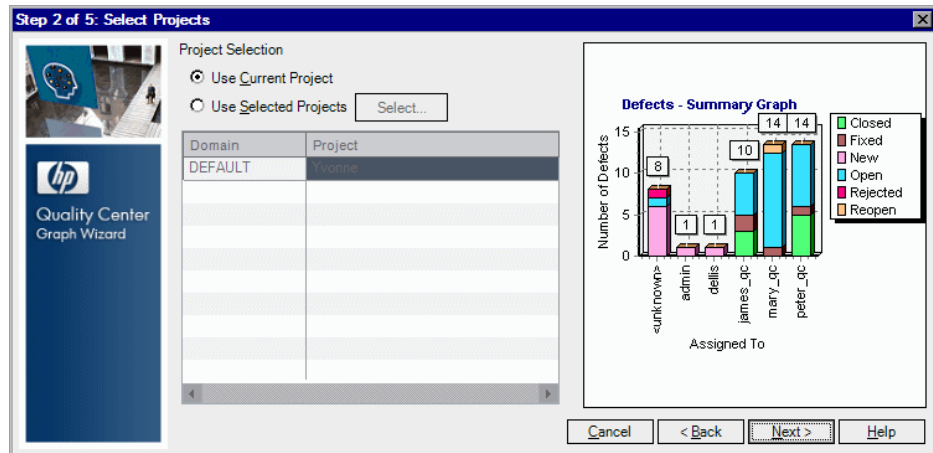 Step 2 of 5: Select Projects
Project Selection
Use Current Project
Use Selected Projects
Select...
Domain
Project
DEFAULT
Yvonne
hp
Quality Center
Graph Wizard
Defects - Summary Graph
Number of Defects
15
10
5
0
8
1
1
10
14
14
<unknown>
admin
dellis
james_qc
mary_qc
peter_qc
Assigned To
Closed
Fixed
New
Open
Rejected
Reopen
Cancel
< Back
Next >
Help